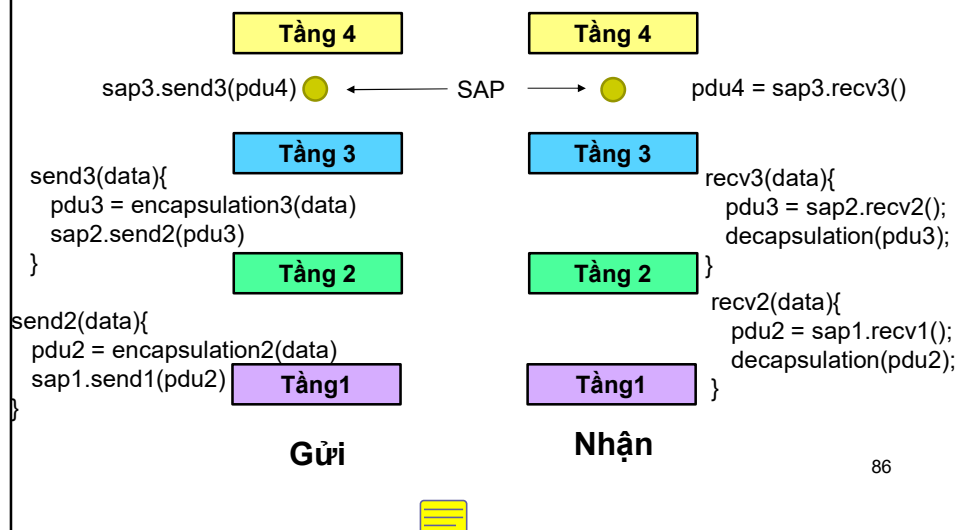 Tầng 4
Tầng 4
sap3.send3(pdu4)
SAP
pdu4 = sap3.recv3()
Tầng 3
Tầng 3
send3(data){
pdu3 = encapsulation3(data)
sap2.send2(pdu3)
}
recv3(data){
pdu3 = sap2.recv2();
decapsulation(pdu3);
}
Tầng 2
Tầng 2
send2(data){
pdu2 = encapsulation2(data)
sap1.send1(pdu2)
}
recv2(data){
pdu2 = sap1.recv1();
decapsulation(pdu2);
}
Tầng1
Tầng1
Gửi
Nhận
86